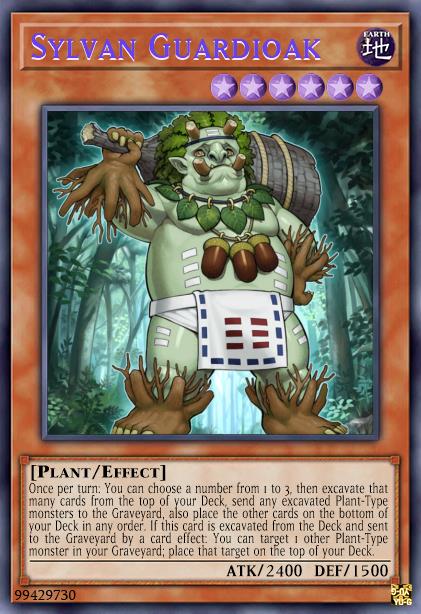 Sylvan Guardioak
EARTH
地
[Plant/Effect]
Once per turn: You can choose a number from 1 to 3, then excavate that
many cards from the top of your Deck, send any excavated Plant-Type
monsters to the Graveyard, also place the other cards on the bottom of
your Deck in any order. If this card is excavated from the Deck and sent
to the Graveyard by a card effect: You can target 1 other Plant-Type
monster in your Graveyard; place that target on the top of your Deck.
ATK/2400 DEF/1500
99429730